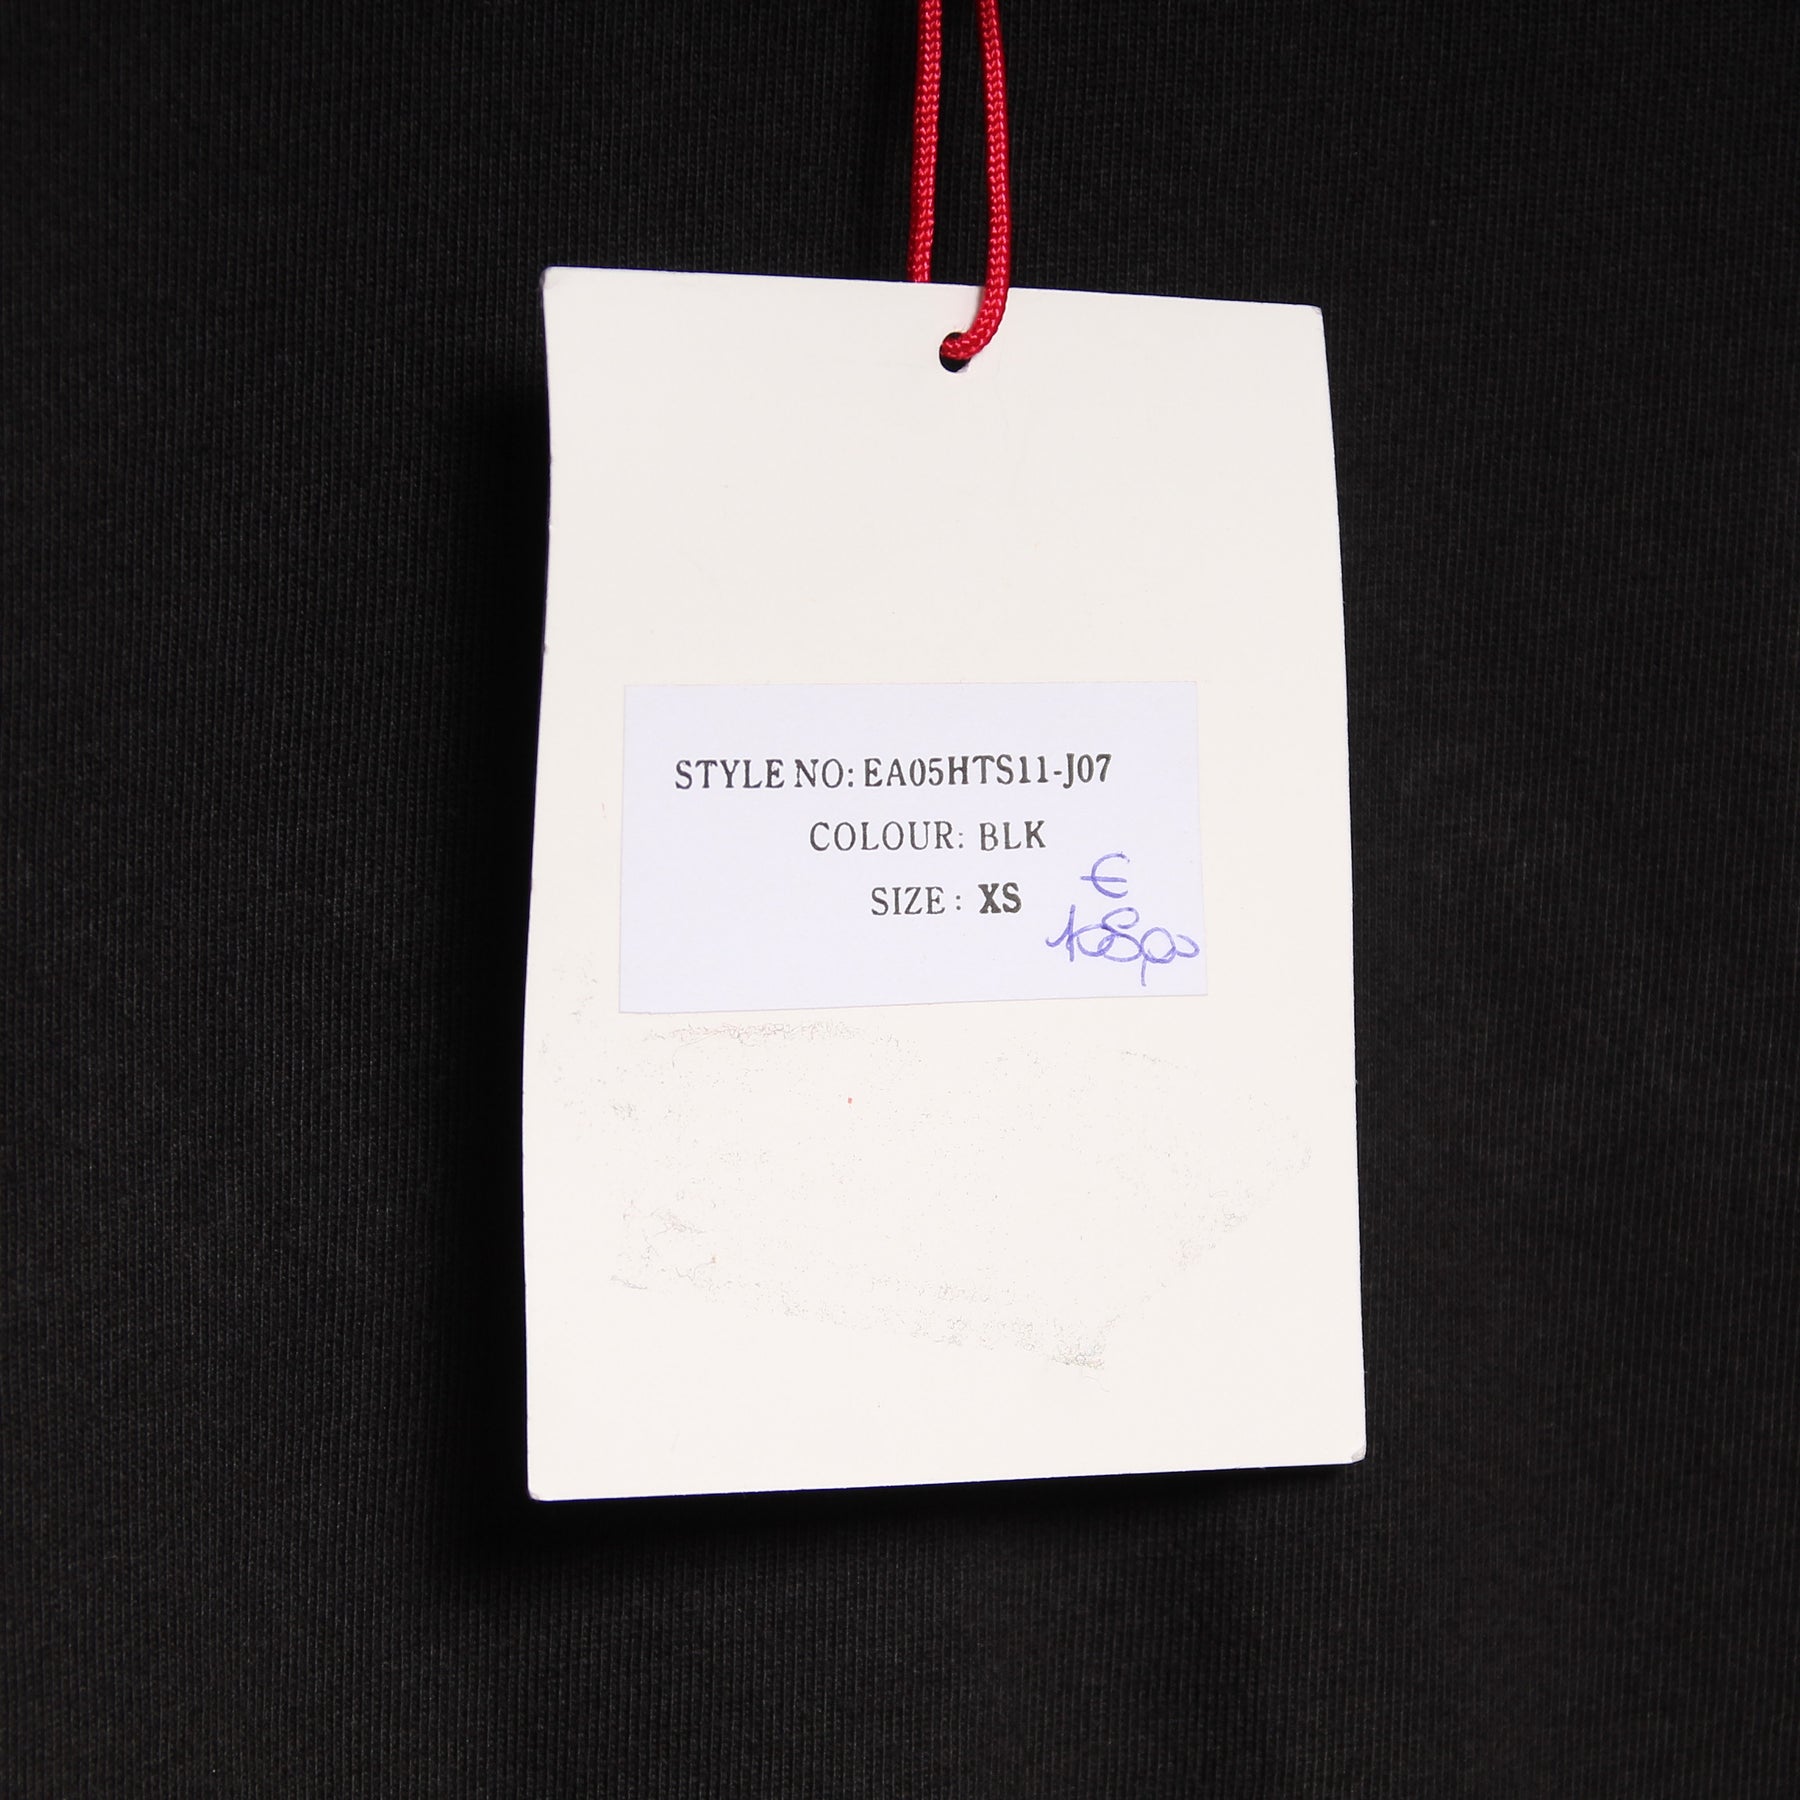 STYLE NO: EA05HTS11-J07
COLOUR: BLK
SIZE: XS
€